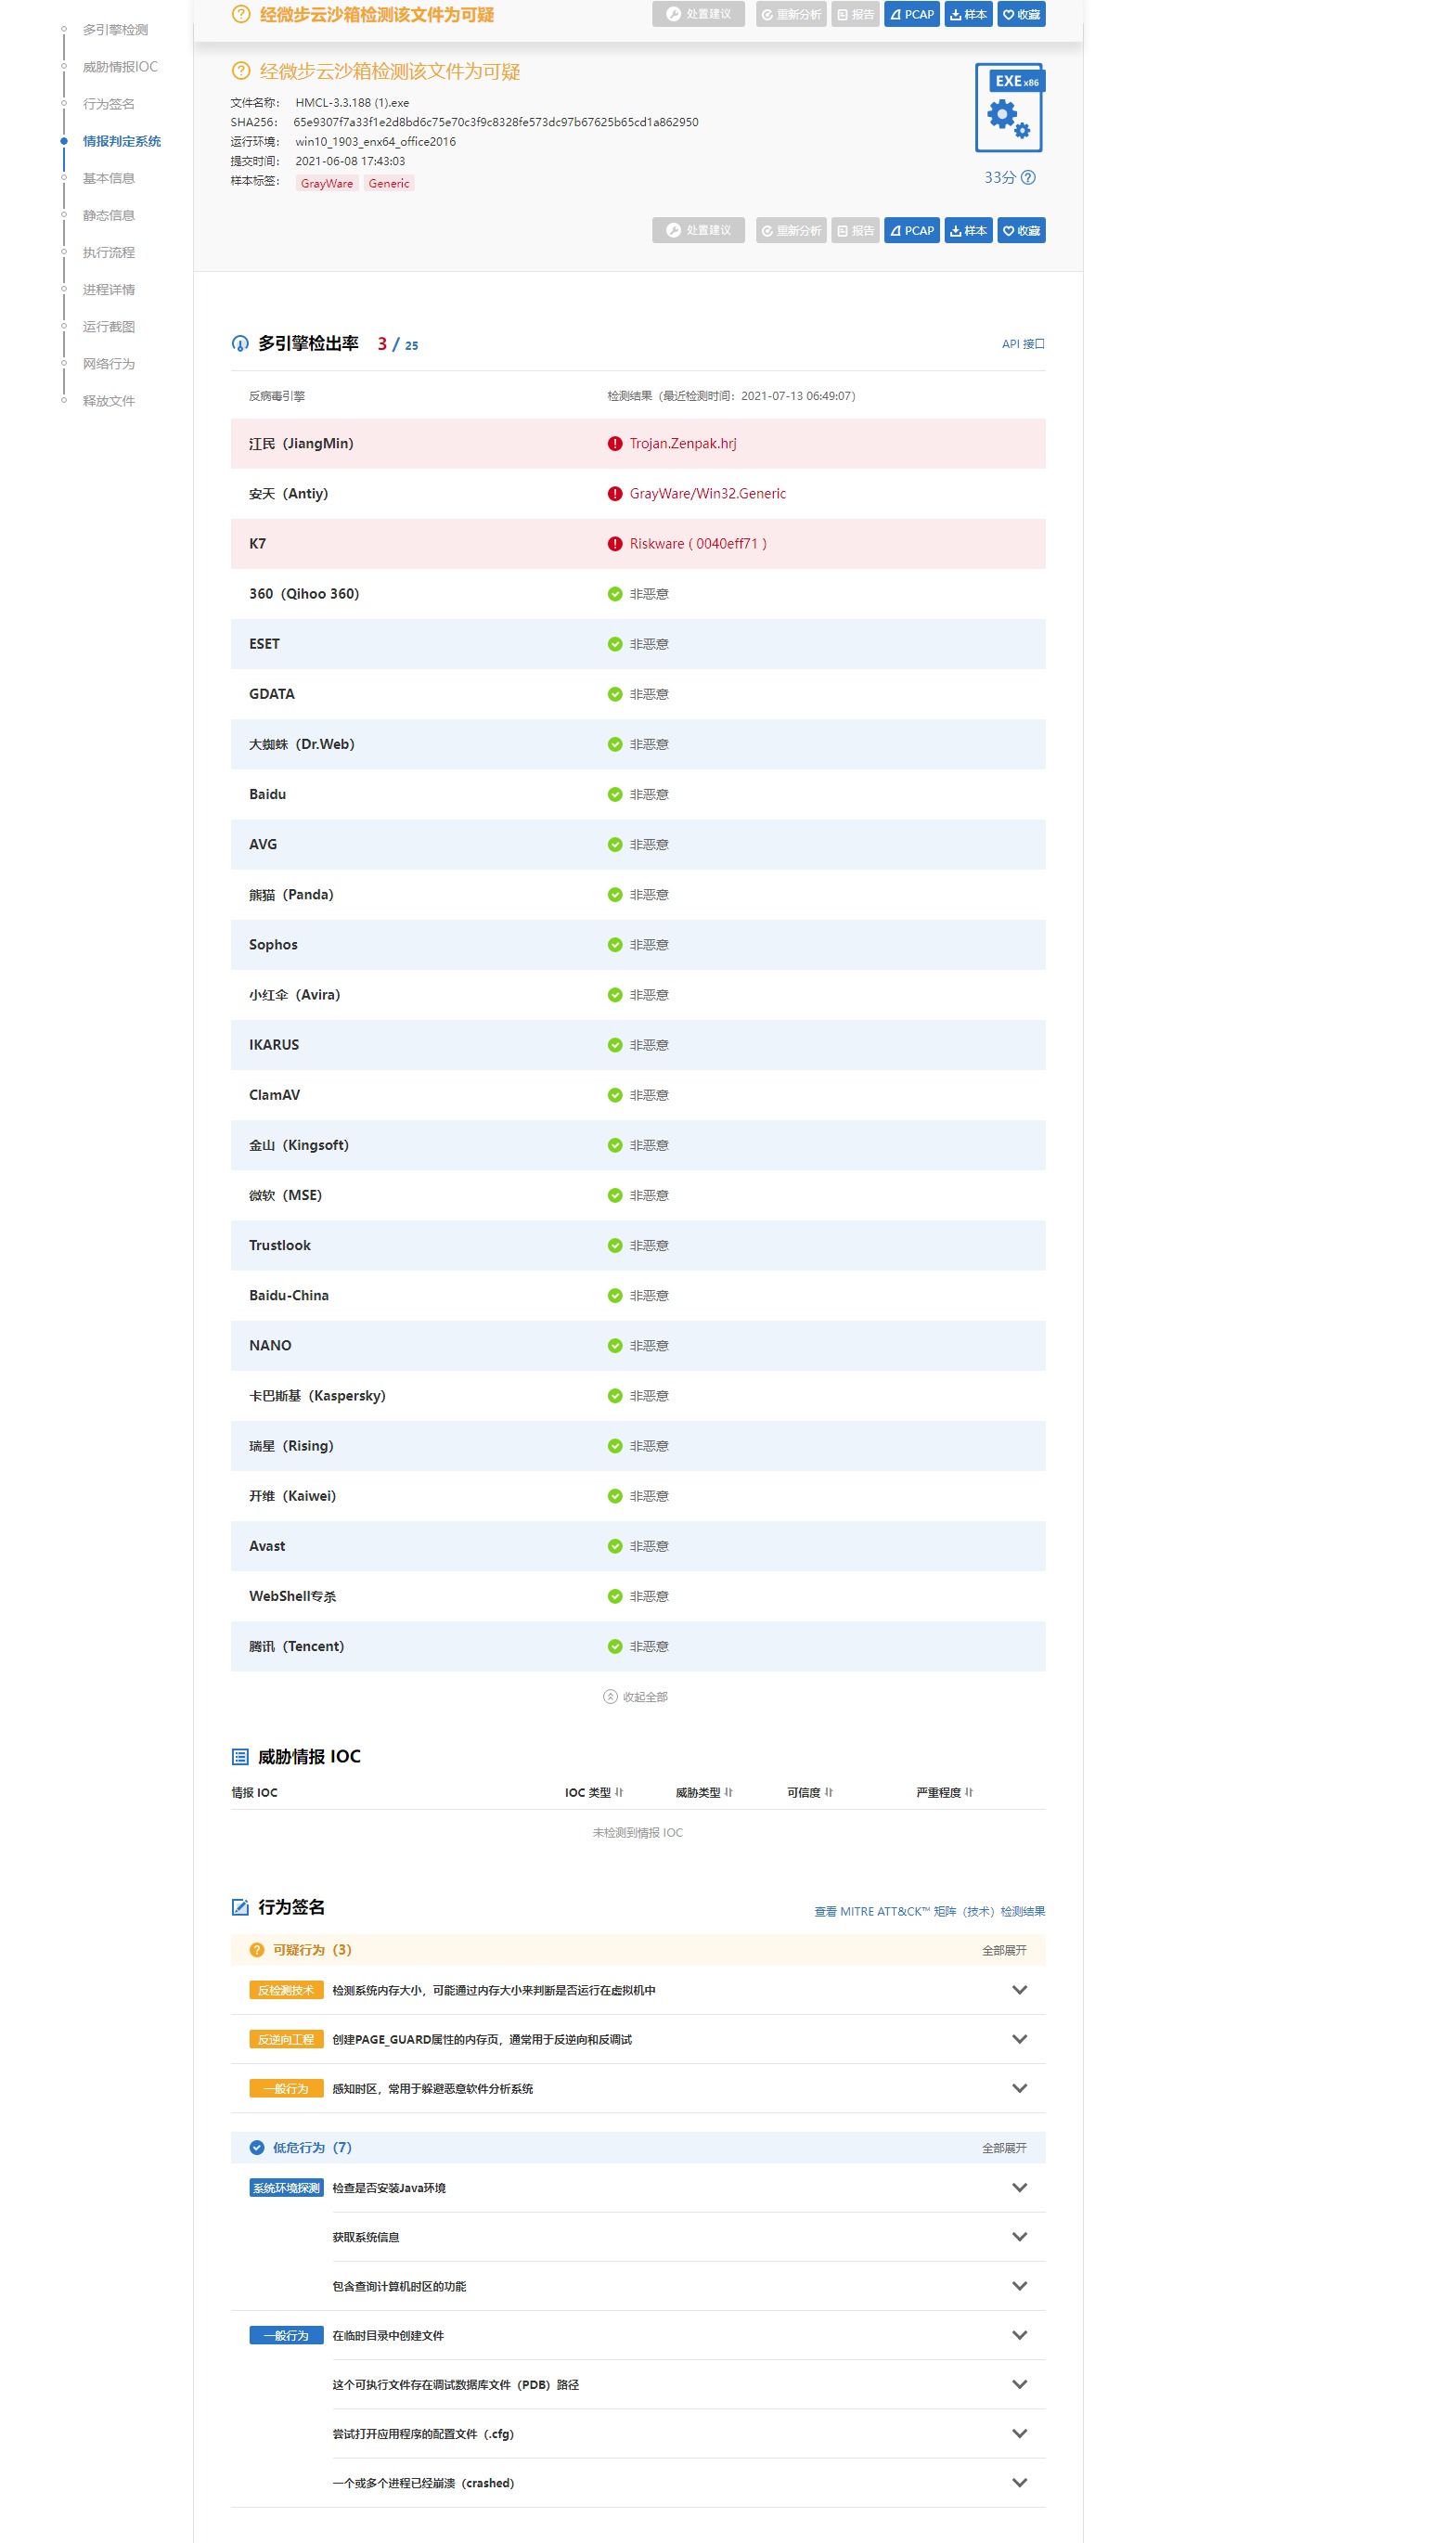 多引擎检测
威胁情报IOC
行为签名
情报判定系统
基本信息
静态信息
执行流程
进程详情
运行截图
网络行为
释放文件
经微步云沙箱检测该文件为可疑
处置建议 重新分析 报告 PCAP 样本 收藏
经微步云沙箱检测该文件为可疑
文件名称: HMCL-3.3.188 (1).exe
SHA256: 65e9307f7a33f1e2d8bd6c75e70c3f9c8328fe573dc97b67625b65cd1a862950
运行环境: win10_1903_enx64_office2016
提交时间: 2021-06-08 17:43:03
样本标签: GrayWare Generic
EXE x86
33分
处置建议 重新分析 报告 PCAP 样本 收藏
多引擎检出率 3 / 25 API 接口
反病毒引擎 检测结果（最近检测时间：2021-07-13 06:49:07）
江民（JiangMin） Trojan.Zenpak.hrj
安天（Antiy） GrayWare/Win32.Generic
K7 Riskware ( 0040eff71 )
360（Qihoo 360） 非恶意
ESET 非恶意
GDATA 非恶意
大蜘蛛（Dr.Web） 非恶意
Baidu 非恶意
AVG 非恶意
熊猫（Panda） 非恶意
Sophos 非恶意
小红伞（Avira） 非恶意
IKARUS 非恶意
ClamAV 非恶意
金山（Kingsoft） 非恶意
微软（MSE） 非恶意
Trustlook 非恶意
Baidu-China 非恶意
NANO 非恶意
卡巴斯基（Kaspersky） 非恶意
瑞星（Rising） 非恶意
开维（Kaiwei） 非恶意
Avast 非恶意
WebShell专杀 非恶意
腾讯（Tencent） 非恶意
收起全部
威胁情报 IOC
情报 IOC IOC 类型 威胁类型 可信度 严重程度
未检测到情报 IOC
行为签名 查看 MITRE ATT&CK™ 矩阵（技术）检测结果
可疑行为（3） 全部展开
反检测技术 检测系统内存大小，可能通过内存大小来判断是否运行在虚拟机中
反逆向工程 创建PAGE_GUARD属性的内存页，通常用于反逆向和反调试
一般行为 感知时区，常用于躲避恶意软件分析系统
低危行为（7） 全部展开
系统环境探测 检查是否安装Java环境
获取系统信息
包含查询计算机时区的功能
一般行为 在临时目录中创建文件
这个可执行文件存在调试数据库文件（PDB）路径
尝试打开应用程序的配置文件（.cfg）
一个或多个进程已经崩溃（crashed）